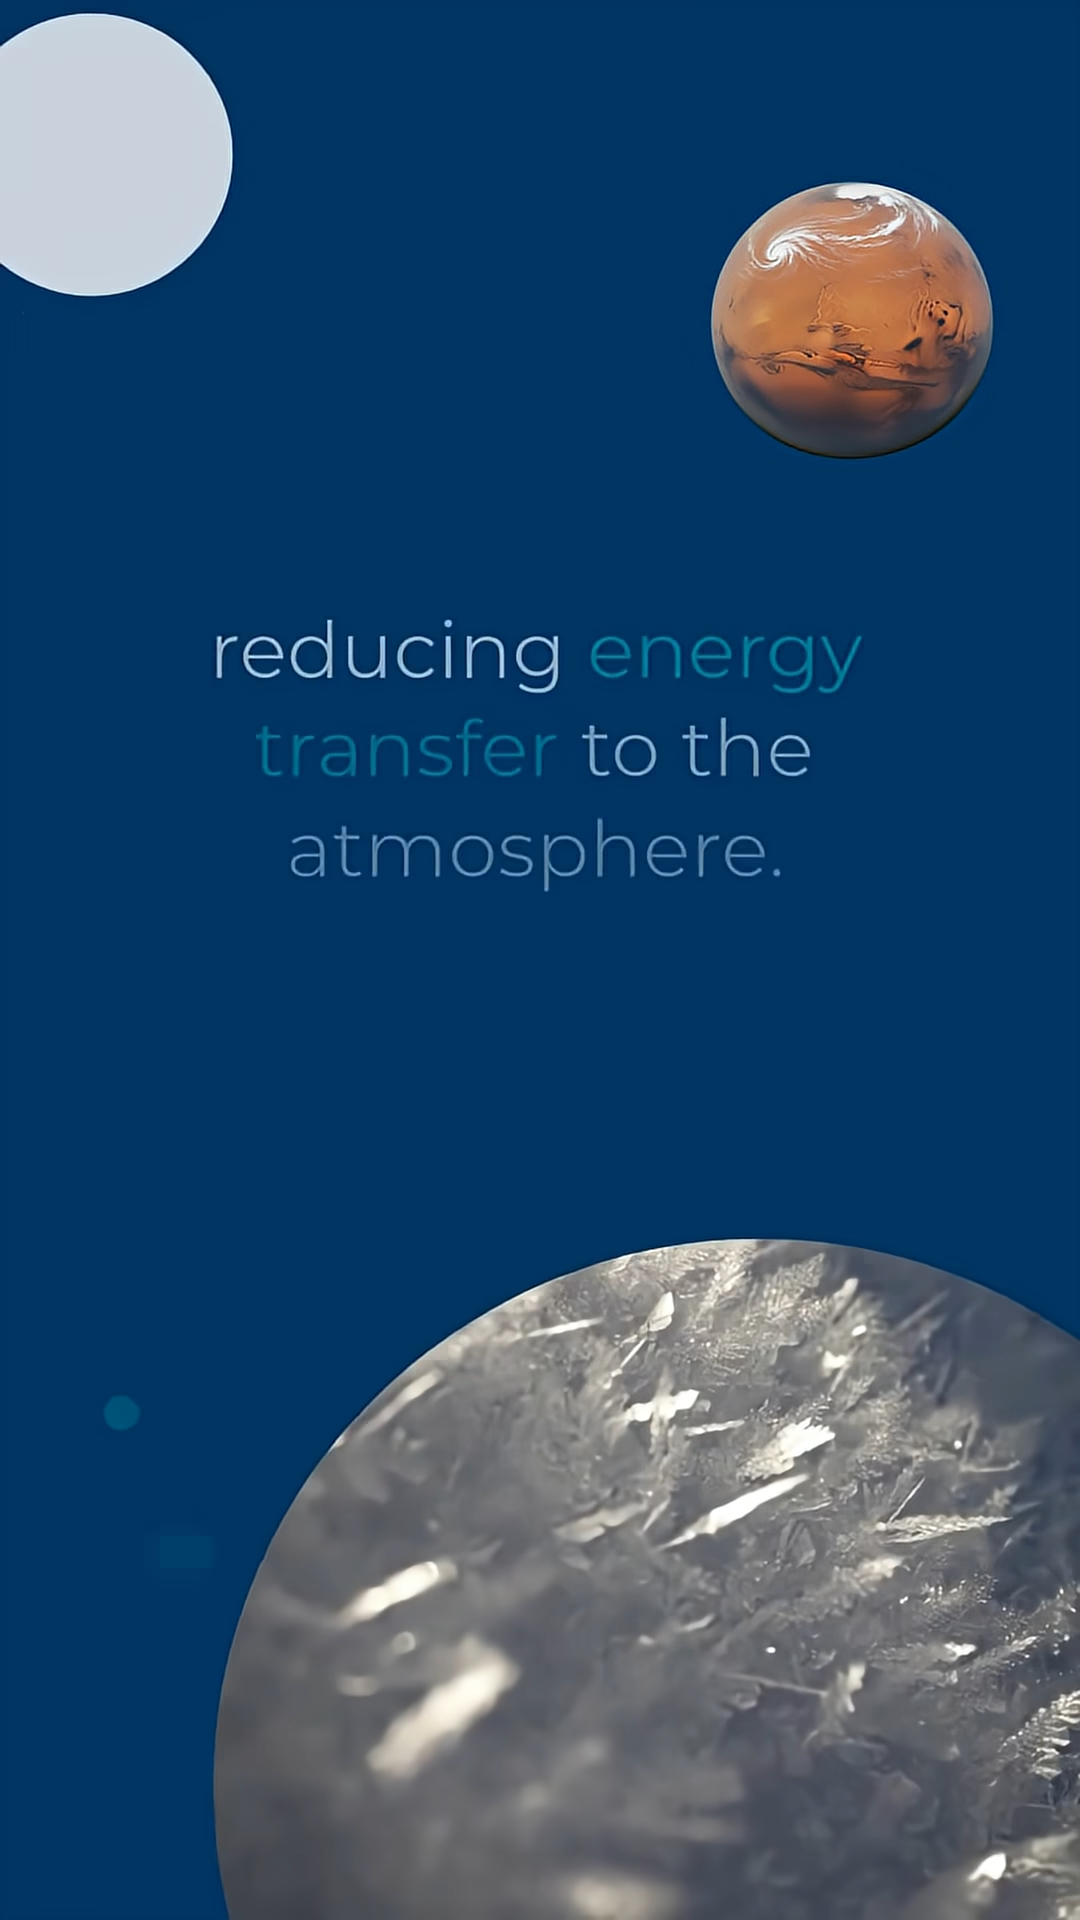 reducing energy
transfer to the
atmosphere.